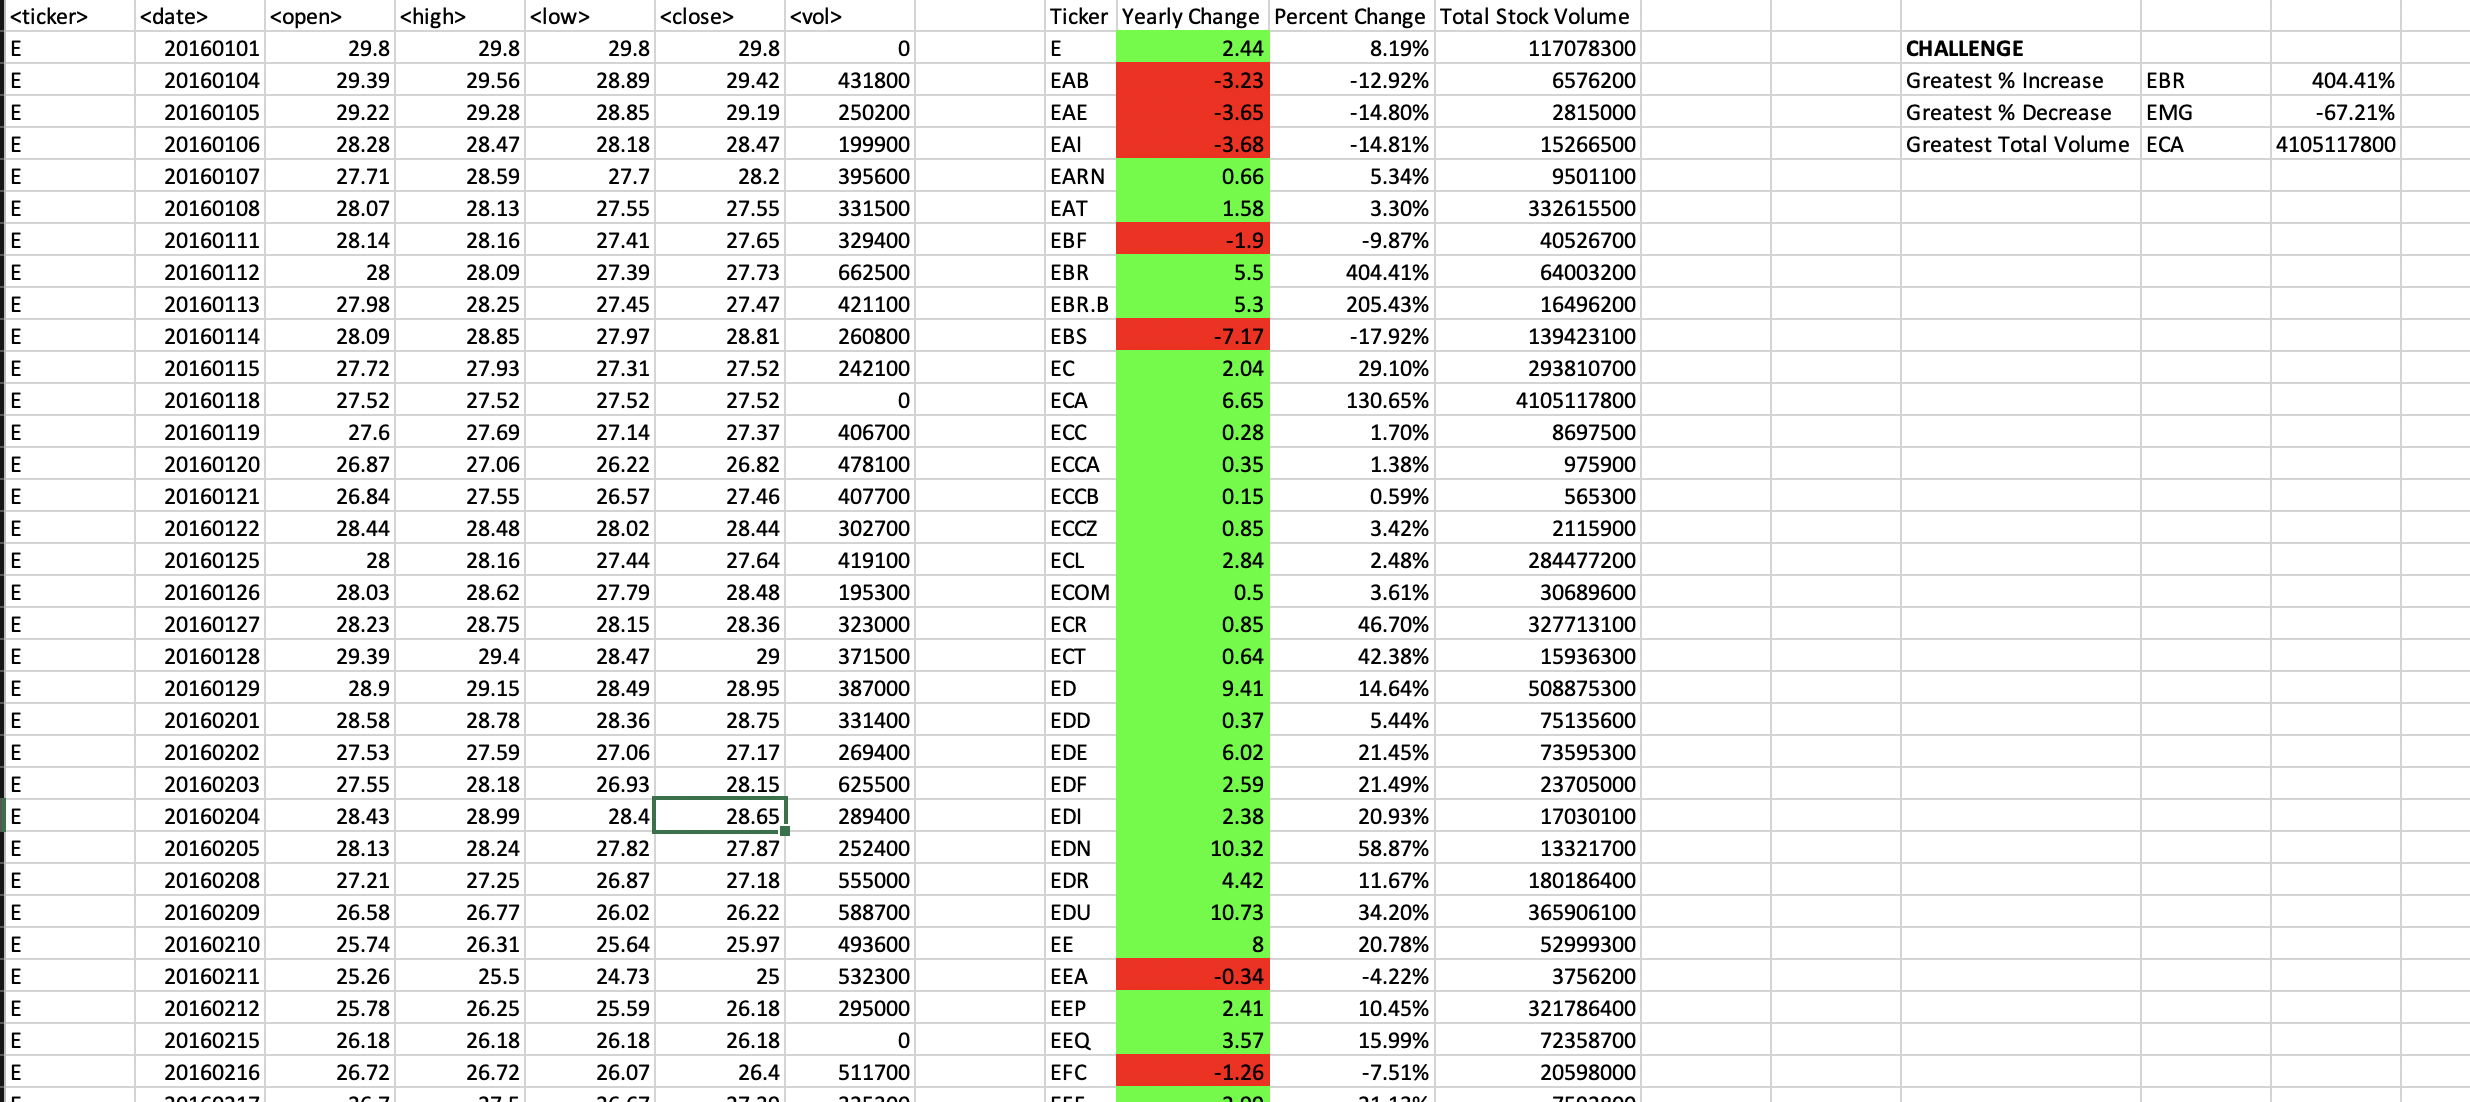 <ticker> <date> <open> <high> <low> <close> <vol> Ticker Yearly Change Percent Change Total Stock Volume
E 20160101 29.8 29.8 29.8 29.8 0 E 2.44 8.19% 117078300 CHALLENGE
E 20160104 29.39 29.56 28.89 29.42 431800 EAB -3.23 -12.92% 6576200 Greatest % Increase EBR 404.41%
E 20160105 29.22 29.28 28.85 29.19 250200 EAE -3.65 -14.80% 2815000 Greatest % Decrease EMG -67.21%
E 20160106 28.28 28.47 28.18 28.47 199900 EAI -3.68 -14.81% 15266500 Greatest Total Volume ECA 4105117800
E 20160107 27.71 28.59 27.7 28.2 395600 EARN 0.66 5.34% 9501100
E 20160108 28.07 28.13 27.55 27.55 331500 EAT 1.58 3.30% 332615500
E 20160111 28.14 28.16 27.41 27.65 329400 EBF -1.9 -9.87% 40526700
E 20160112 28 28.09 27.39 27.73 662500 EBR 5.5 404.41% 64003200
E 20160113 27.98 28.25 27.45 27.47 421100 EBR.B 5.3 205.43% 16496200
E 20160114 28.09 28.85 27.97 28.81 260800 EBS -7.17 -17.92% 139423100
E 20160115 27.72 27.93 27.31 27.52 242100 EC 2.04 29.10% 293810700
E 20160118 27.52 27.52 27.52 27.52 0 ECA 6.65 130.65% 4105117800
E 20160119 27.6 27.69 27.14 27.37 406700 ECC 0.28 1.70% 8697500
E 20160120 26.87 27.06 26.22 26.82 478100 ECCA 0.35 1.38% 975900
E 20160121 26.84 27.55 26.57 27.46 407700 ECCB 0.15 0.59% 565300
E 20160122 28.44 28.48 28.02 28.44 302700 ECCZ 0.85 3.42% 2115900
E 20160125 28 28.16 27.44 27.64 419100 ECL 2.84 2.48% 284477200
E 20160126 28.03 28.62 27.79 28.48 195300 ECOM 0.5 3.61% 30689600
E 20160127 28.23 28.75 28.15 28.36 323000 ECR 0.85 46.70% 327713100
E 20160128 29.39 29.4 28.47 29 371500 ECT 0.64 42.38% 15936300
E 20160129 28.9 29.15 28.49 28.95 387000 ED 9.41 14.64% 508875300
E 20160201 28.58 28.78 28.36 28.75 331400 EDD 0.37 5.44% 75135600
E 20160202 27.53 27.59 27.06 27.17 269400 EDE 6.02 21.45% 73595300
E 20160203 27.55 28.18 26.93 28.15 625500 EDF 2.59 21.49% 23705000
E 20160204 28.43 28.99 28.4 28.65 289400 EDI 2.38 20.93% 17030100
E 20160205 28.13 28.24 27.82 27.87 252400 EDN 10.32 58.87% 13321700
E 20160208 27.21 27.25 26.87 27.18 555000 EDR 4.42 11.67% 180186400
E 20160209 26.58 26.77 26.02 26.22 588700 EDU 10.73 34.20% 365906100
E 20160210 25.74 26.31 25.64 25.97 493600 EE 8 20.78% 52999300
E 20160211 25.26 25.5 24.73 25 532300 EEA -0.34 -4.22% 3756200
E 20160212 25.78 26.25 25.59 26.18 295000 EEP 2.41 10.45% 321786400
E 20160215 26.18 26.18 26.18 26.18 0 EEQ 3.57 15.99% 72358700
E 20160216 26.72 26.72 26.07 26.4 511700 EFC -1.26 -7.51% 20598000